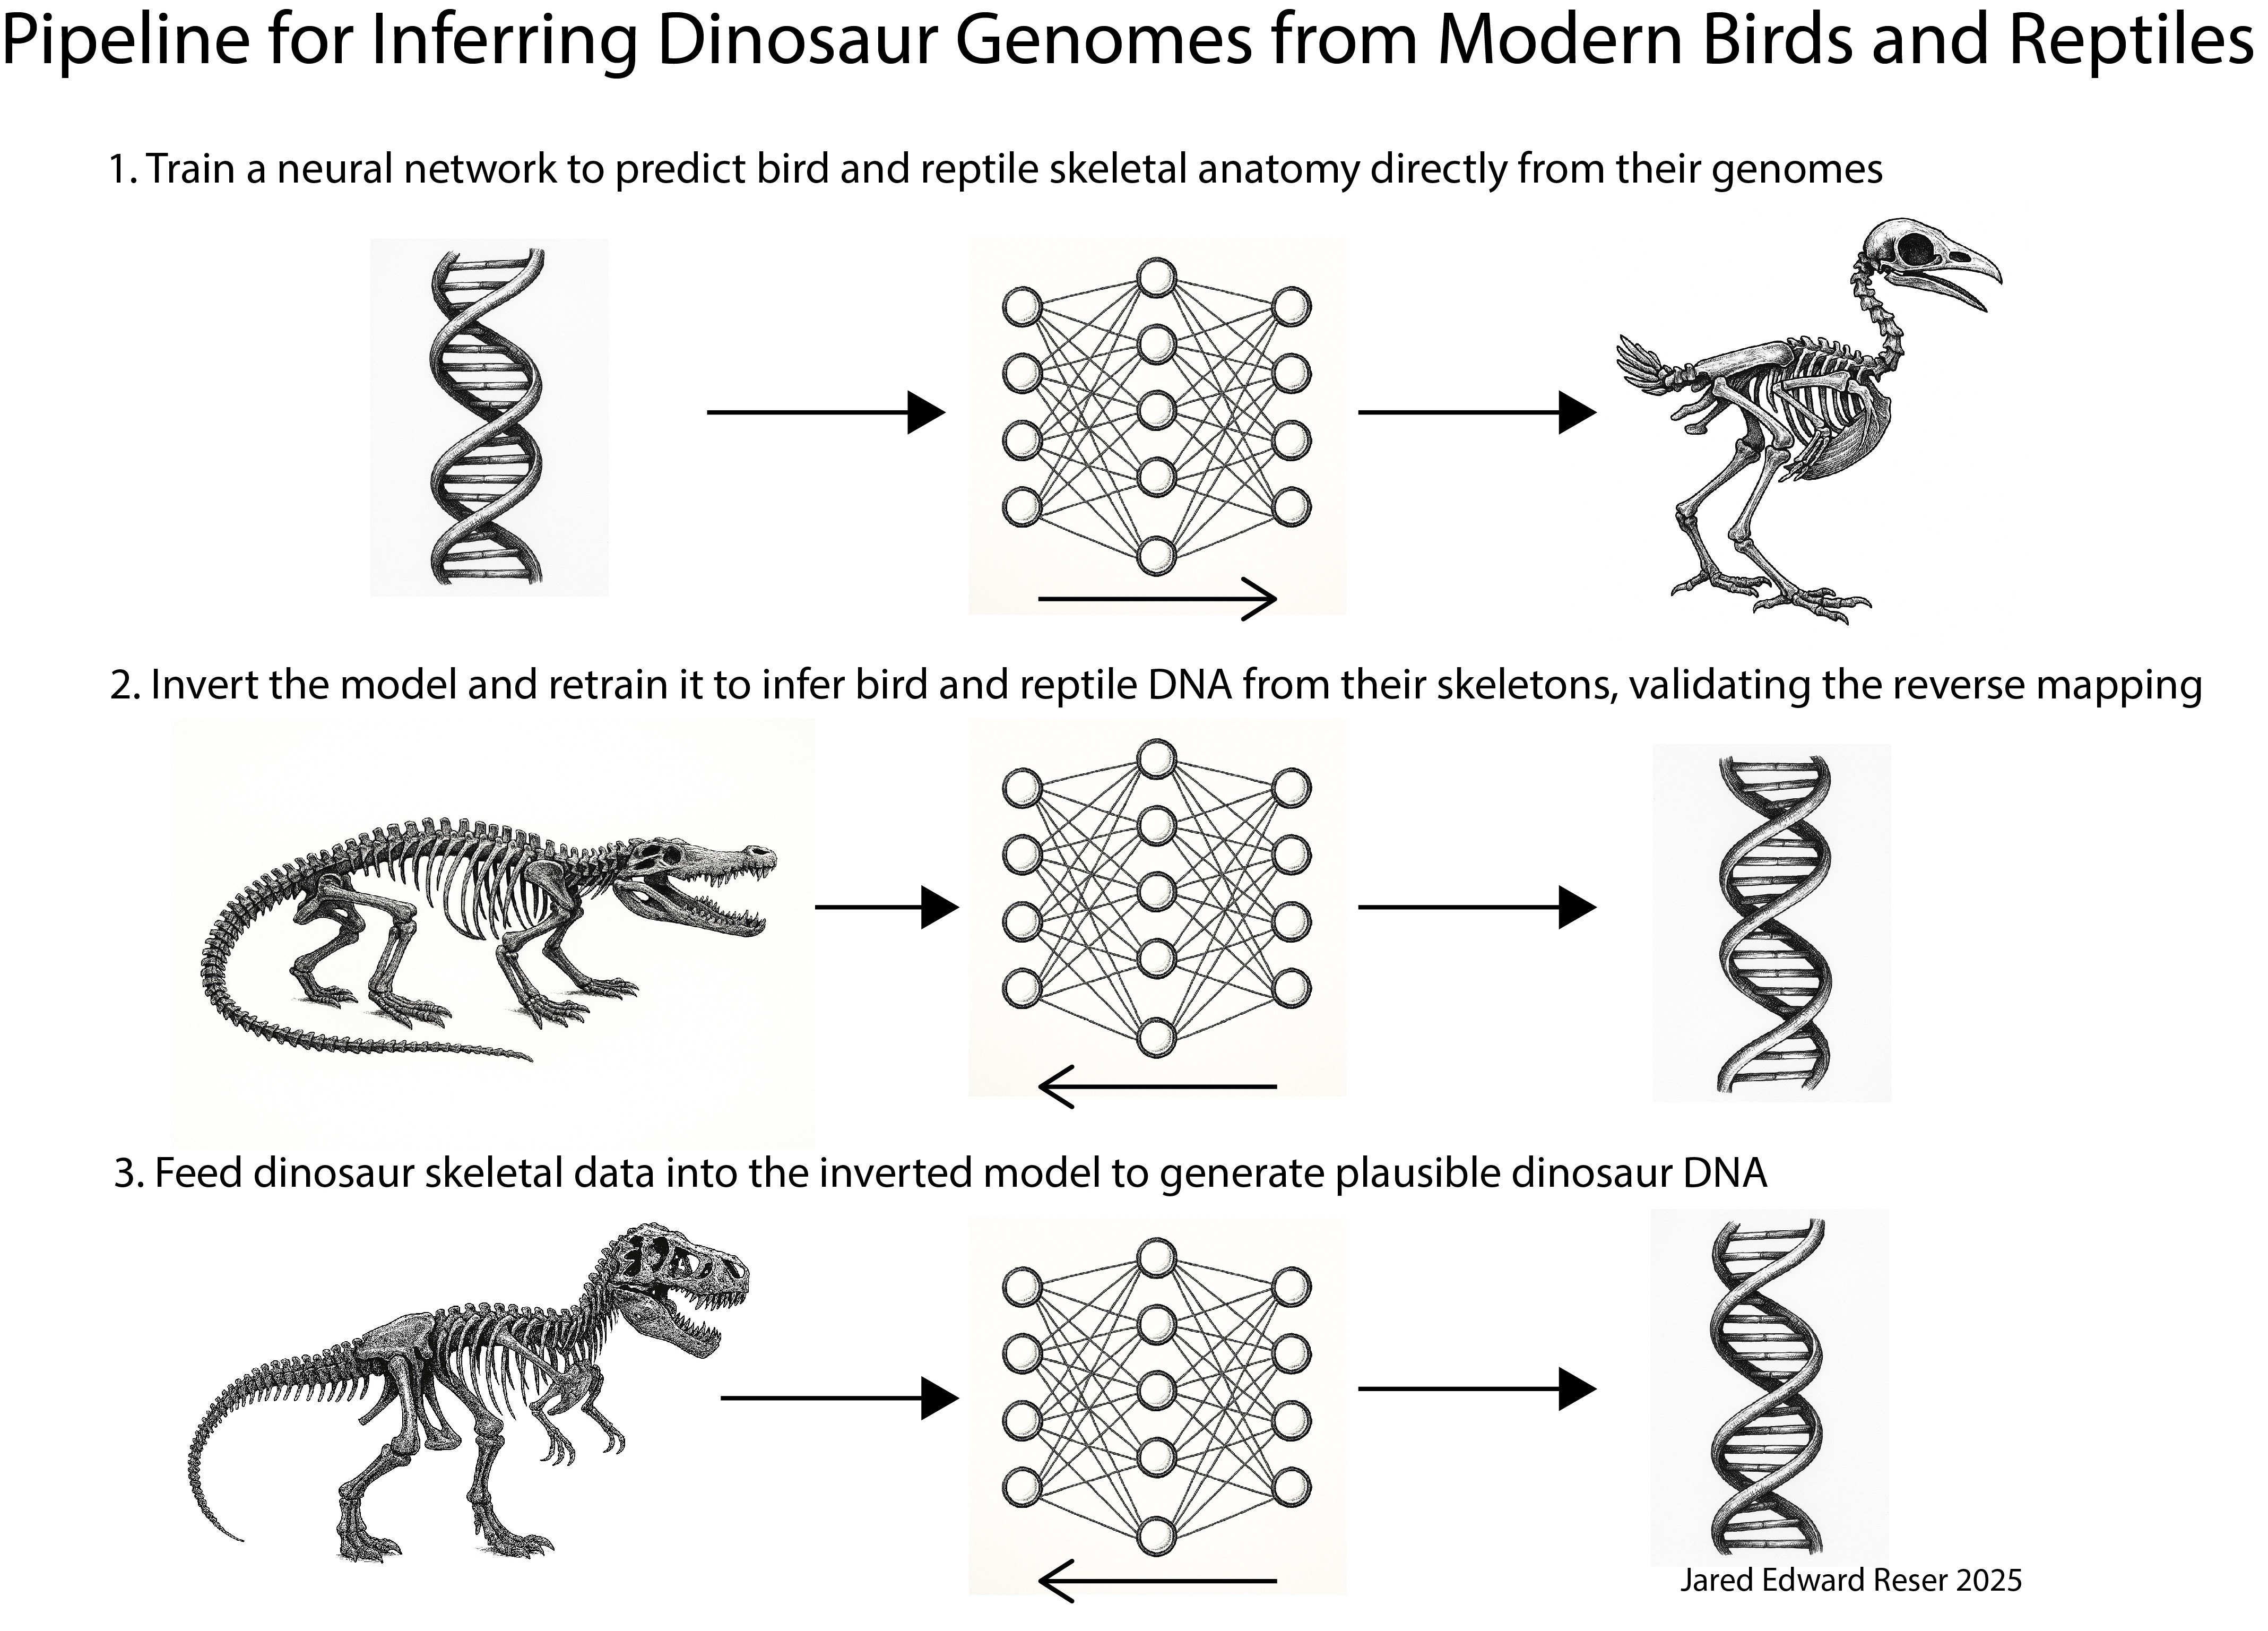 Pipeline for Inferring Dinosaur Genomes from Modern Birds and Reptiles
1. Train a neural network to predict bird and reptile skeletal anatomy directly from their genomes
2. Invert the model and retrain it to infer bird and reptile DNA from their skeletons, validating the reverse mapping
3. Feed dinosaur skeletal data into the inverted model to generate plausible dinosaur DNA
Jared Edward Reser 2025